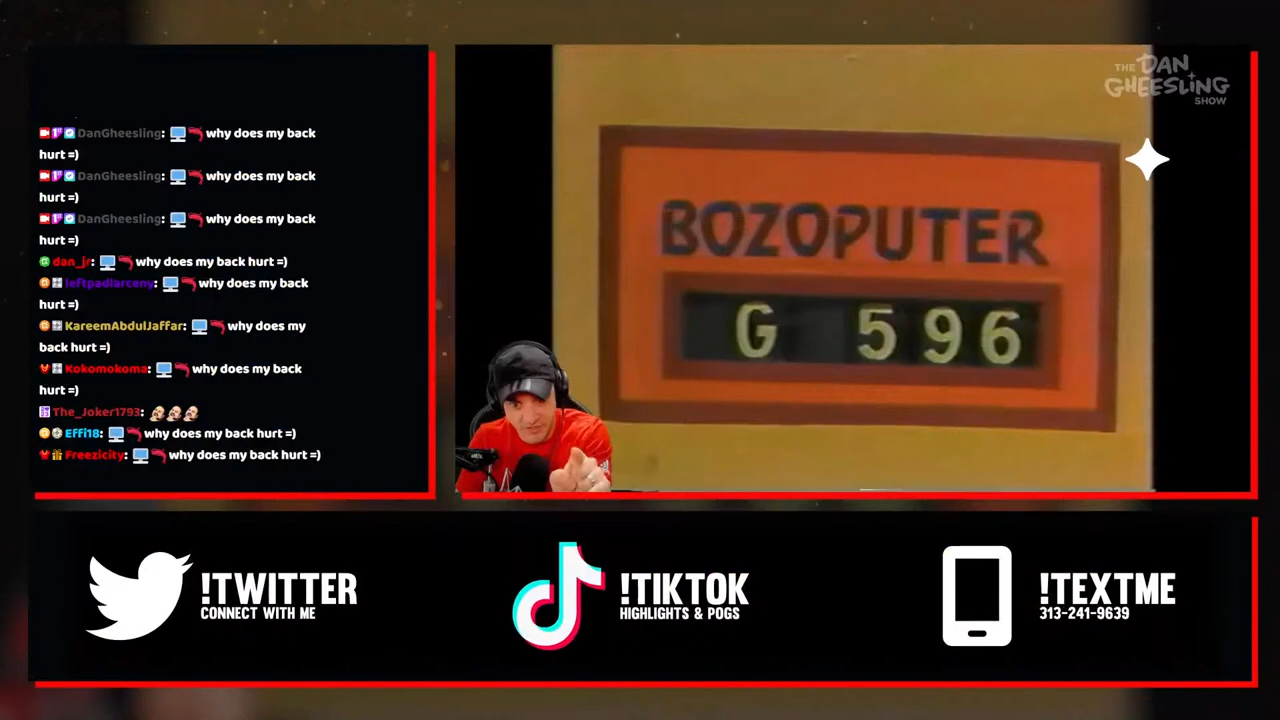 DanGheesling: why does my back
hurt =)
DanGheesling: why does my back
hurt =)
DanGheesling: why does my back
hurt =)
dan_jr: why does my back hurt =)
leftpadlarceny: why does my back
hurt =)
KareemAbdulJaffar: why does my
back hurt =)
Kokomokoma: why does my back
hurt =)
The_Joker1793:
Effi18: why does my back hurt =)
Freezicity: why does my back hurt =)
THE DAN
GHEESLING
SHOW
BOZOPUTER
G 596
!TWITTER
CONNECT WITH ME
!TIKTOK
HIGHLIGHTS & POGS
!TEXTME
313-241-9639